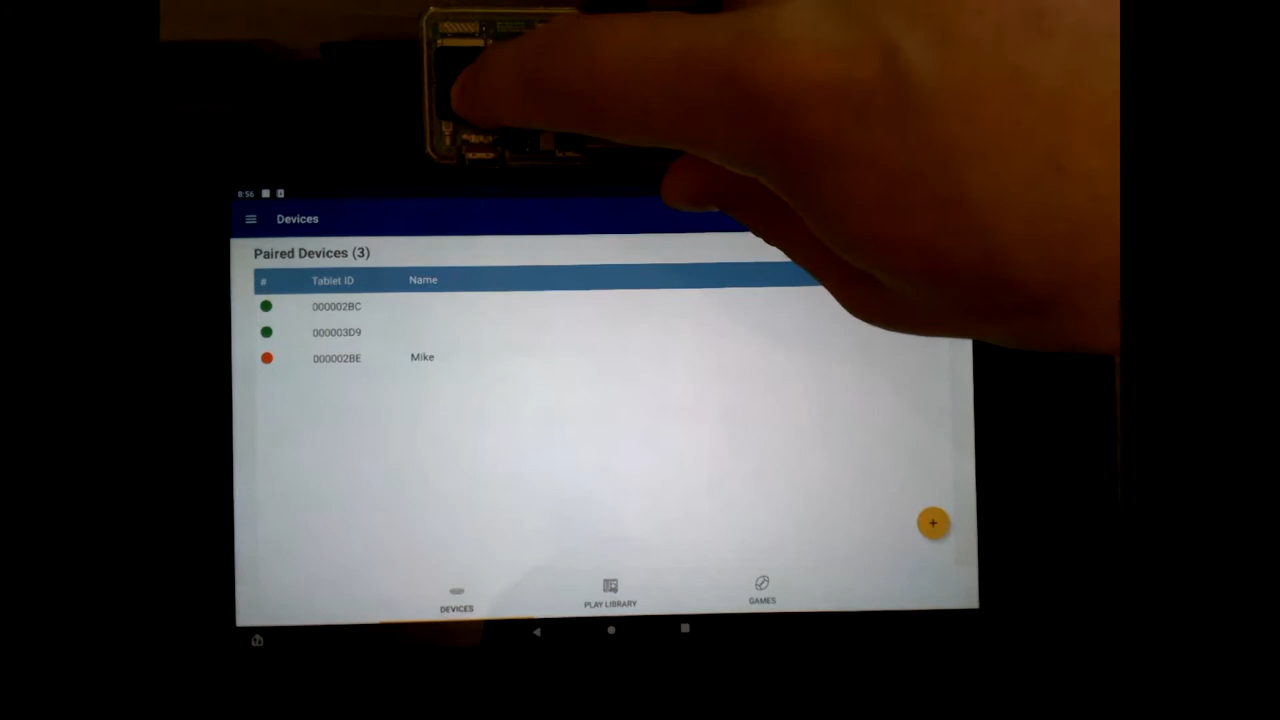 8:56
Devices
Paired Devices (3)
# Tablet ID Name
000002BC
000003D9
000002BE Mike
+
DEVICES PLAY LIBRARY GAMES